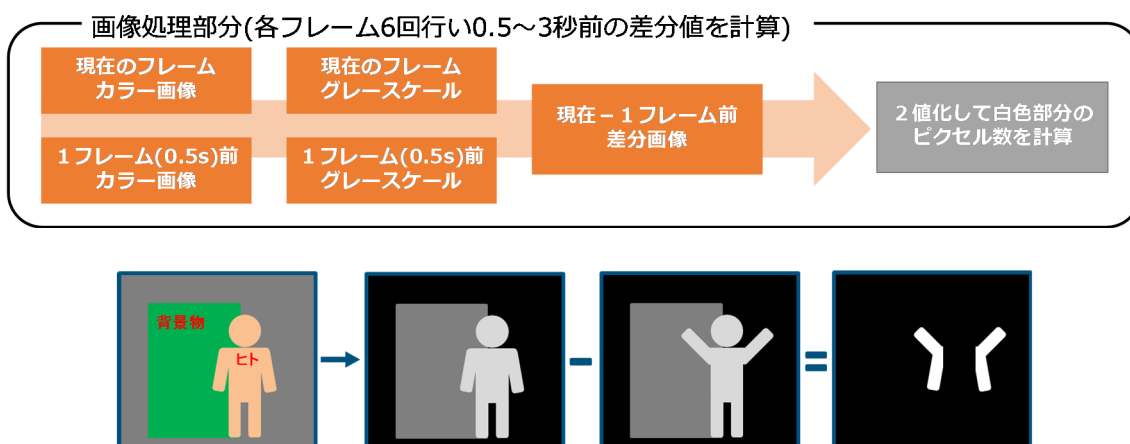 画像処理部分(各フレーム6回行い0.5～3秒前の差分値を計算)
現在のフレーム
カラー画像
現在のフレーム
グレースケール
１フレーム(0.5s)前
カラー画像
１フレーム(0.5s)前
グレースケール
現在－１フレーム前
差分画像
２値化して白色部分の
ピクセル数を計算
背景物
ヒト